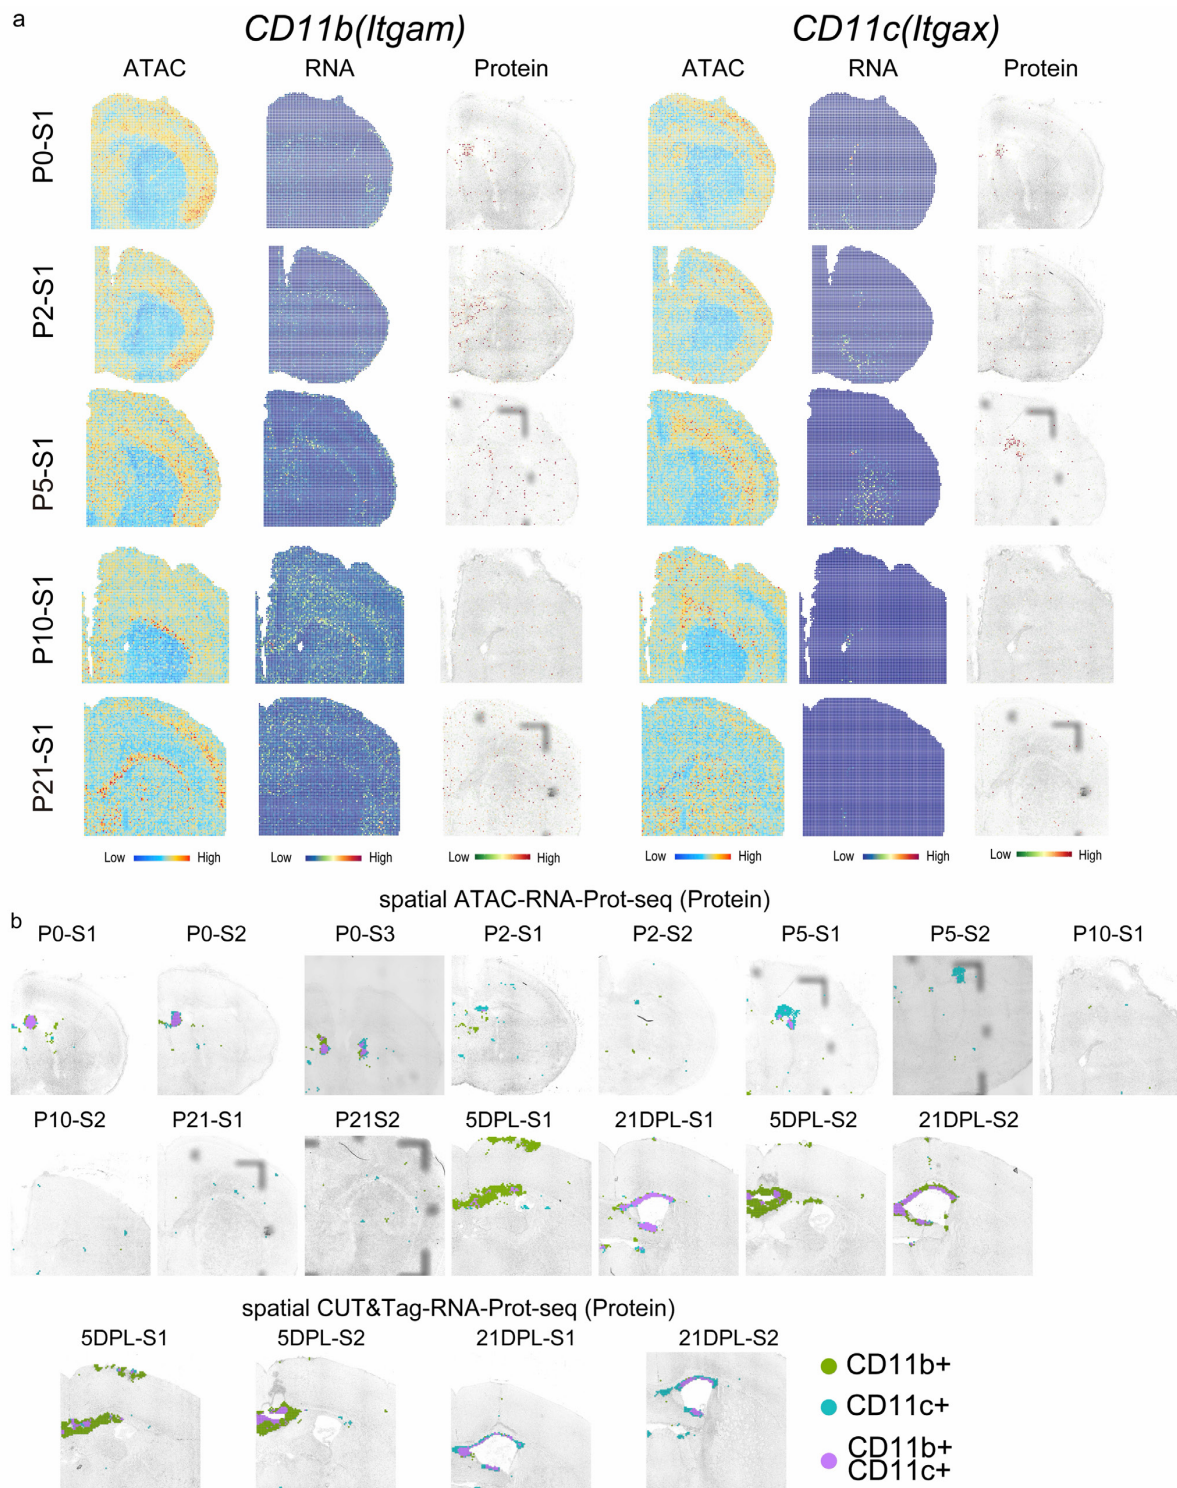 a
CD11b(Itgam) CD11c(Itgax)
ATAC RNA Protein ATAC RNA Protein
P0-S1
P2-S1
P5-S1
P10-S1
P21-S1
Low High Low High Low High Low High Low High Low High
spatial ATAC-RNA-Prot-seq (Protein)
b
P0-S1 P0-S2 P0-S3 P2-S1 P2-S2 P5-S1 P5-S2 P10-S1
P10-S2 P21-S1 P21S2 5DPL-S1 21DPL-S1 5DPL-S2 21DPL-S2
spatial CUT&Tag-RNA-Prot-seq (Protein)
5DPL-S1 5DPL-S2 21DPL-S1 21DPL-S2
CD11b+
CD11c+
CD11b+
CD11c+